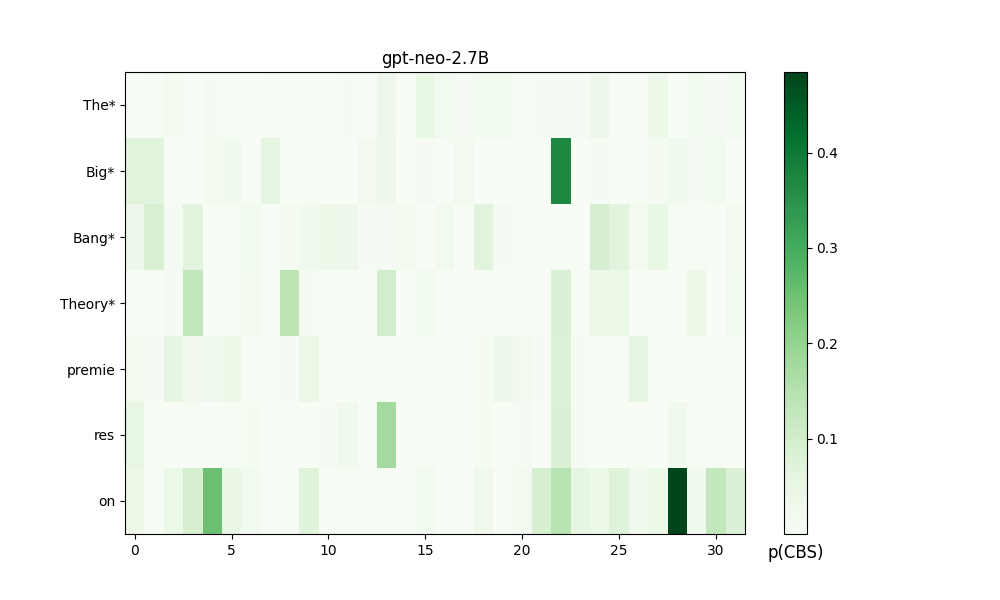 gpt-neo-2.7B
The*
Big*
Bang*
Theory*
premie
res
on
0 5 10 15 20 25 30
0.4
0.3
0.2
0.1
p(CBS)